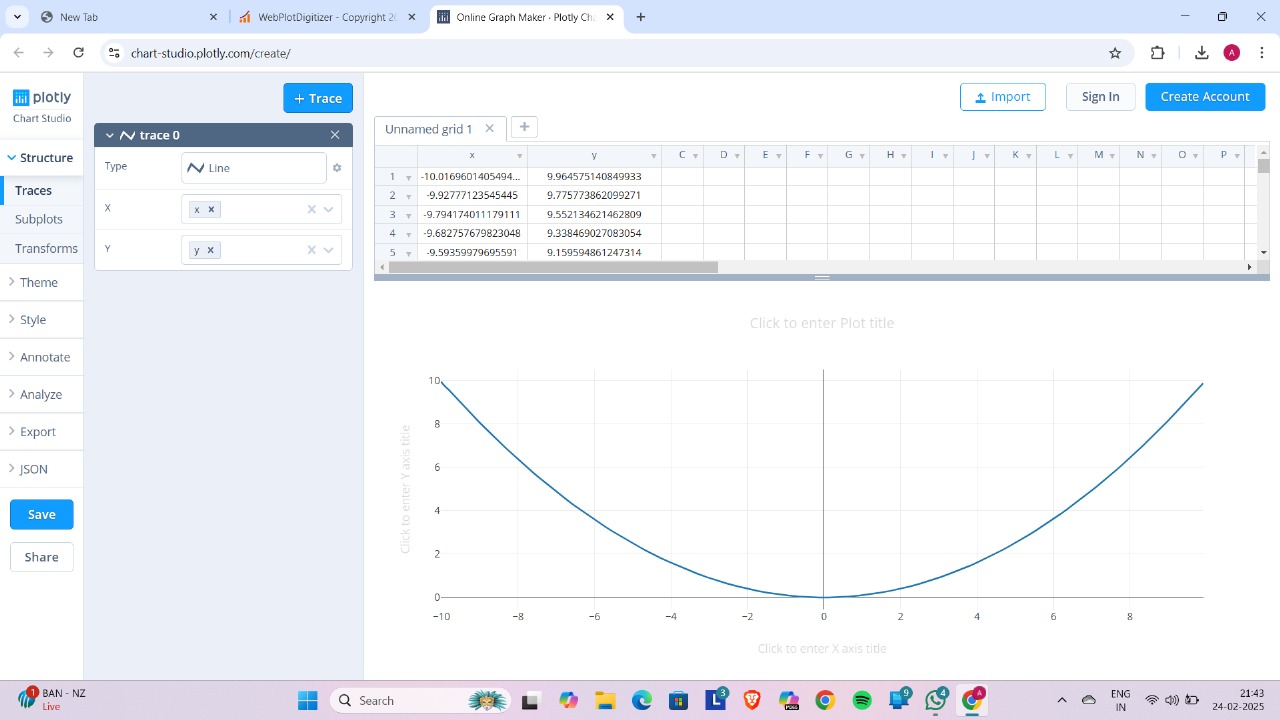 New Tab
WebPlotDigitizer - Copyright 20
Online Graph Maker · Plotly Ch
chart-studio.plotly.com/create/
A
plotly
Chart Studio
Structure
Traces
Subplots
Transforms
Theme
Style
Annotate
Analyze
Export
JSON
Save
Share
+ Trace
trace 0
Type
Line
X
x ×
Y
y ×
Import
Sign In
Create Account
Unnamed grid 1
x y C D E F G H I J K L M N O P
1 -10.0169601405494... 9.964575140849933
2 -9.92777123545445 9.775733862099271
3 -9.794174011179111 9.552134621462809
4 -9.682757679823048 9.338469027083054
5 -9.59359979695591 9.159594861247314
Click to enter Plot title
Click to enter Y axis title
10
8
6
4
2
0
−10 −8 −6 −4 −2 0 2 4 6 8
Click to enter X axis title
1
BAN - NZ
Live
Search
3
9
4
A
ENG
IN
21:43
24-02-2025